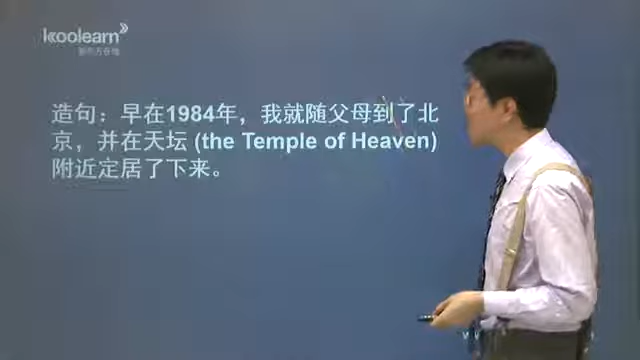 koolearn
新东方在线
造句：早在1984年，我就随父母到了北
京，并在天坛 (the Temple of Heaven)
附近定居了下来。